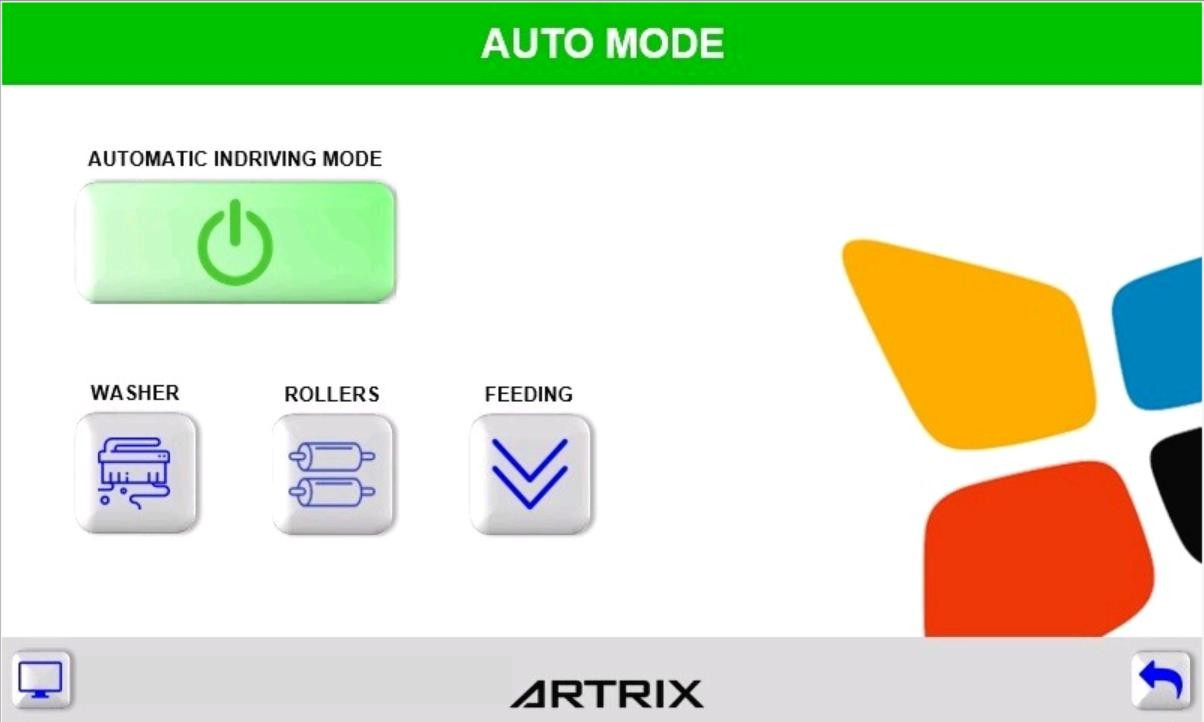 AUTO MODE
AUTOMATIC INDRIVING MODE
WASHER
ROLLERS
FEEDING
ARTRIX